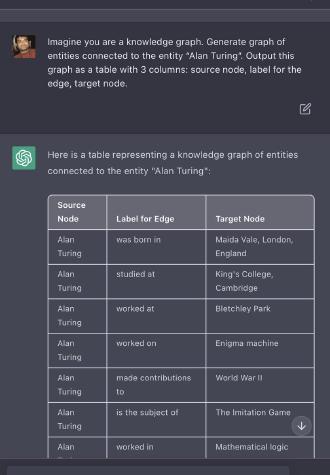 Imagine you are a knowledge graph. Generate graph of
entities connected to the entity “Alan Turing”. Output this
graph as a table with 3 columns: source node, label for the
edge, target node.
Here is a table representing a knowledge graph of entities
connected to the entity "Alan Turing":
Source Node Label for Edge Target Node
Alan Turing was born in Maida Vale, London, England
Alan Turing studied at King's College, Cambridge
Alan Turing worked at Bletchley Park
Alan Turing worked on Enigma machine
Alan Turing made contributions to World War II
Alan Turing is the subject of The Imitation Game
Alan worked in Mathematical logic